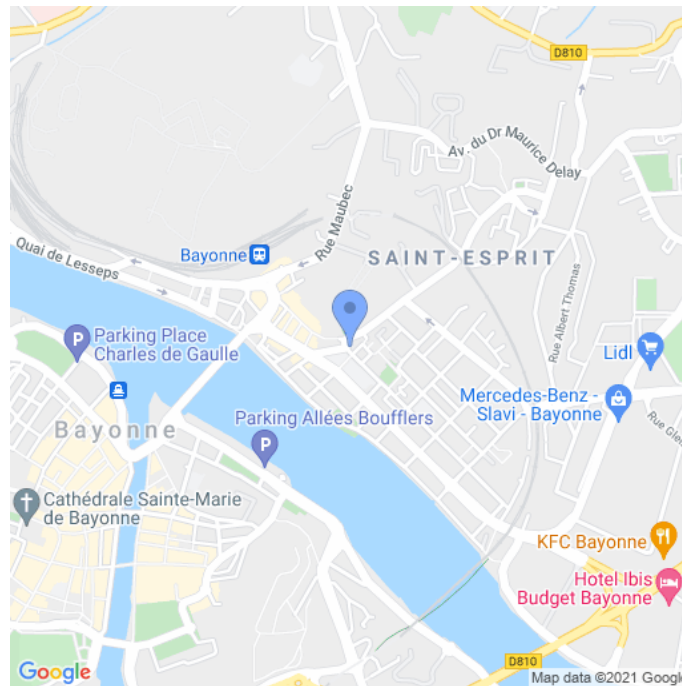 D810
Av. du Dr Maurice Delay
Rue Maubec
Quai de Lesseps
Bayonne
SAINT-ESPRIT
Rue Albert Thomas
Parking Place
Charles de Gaulle
Lidl
Mercedes-Benz -
Slavi - Bayonne
Parking Allées Boufflers
P
P
Bayonne
Rue Gle
Cathédrale Sainte-Marie
de Bayonne
KFC Bayonne
Hotel Ibis
Budget Bayonne
D810
Google
Map data ©2021 Google